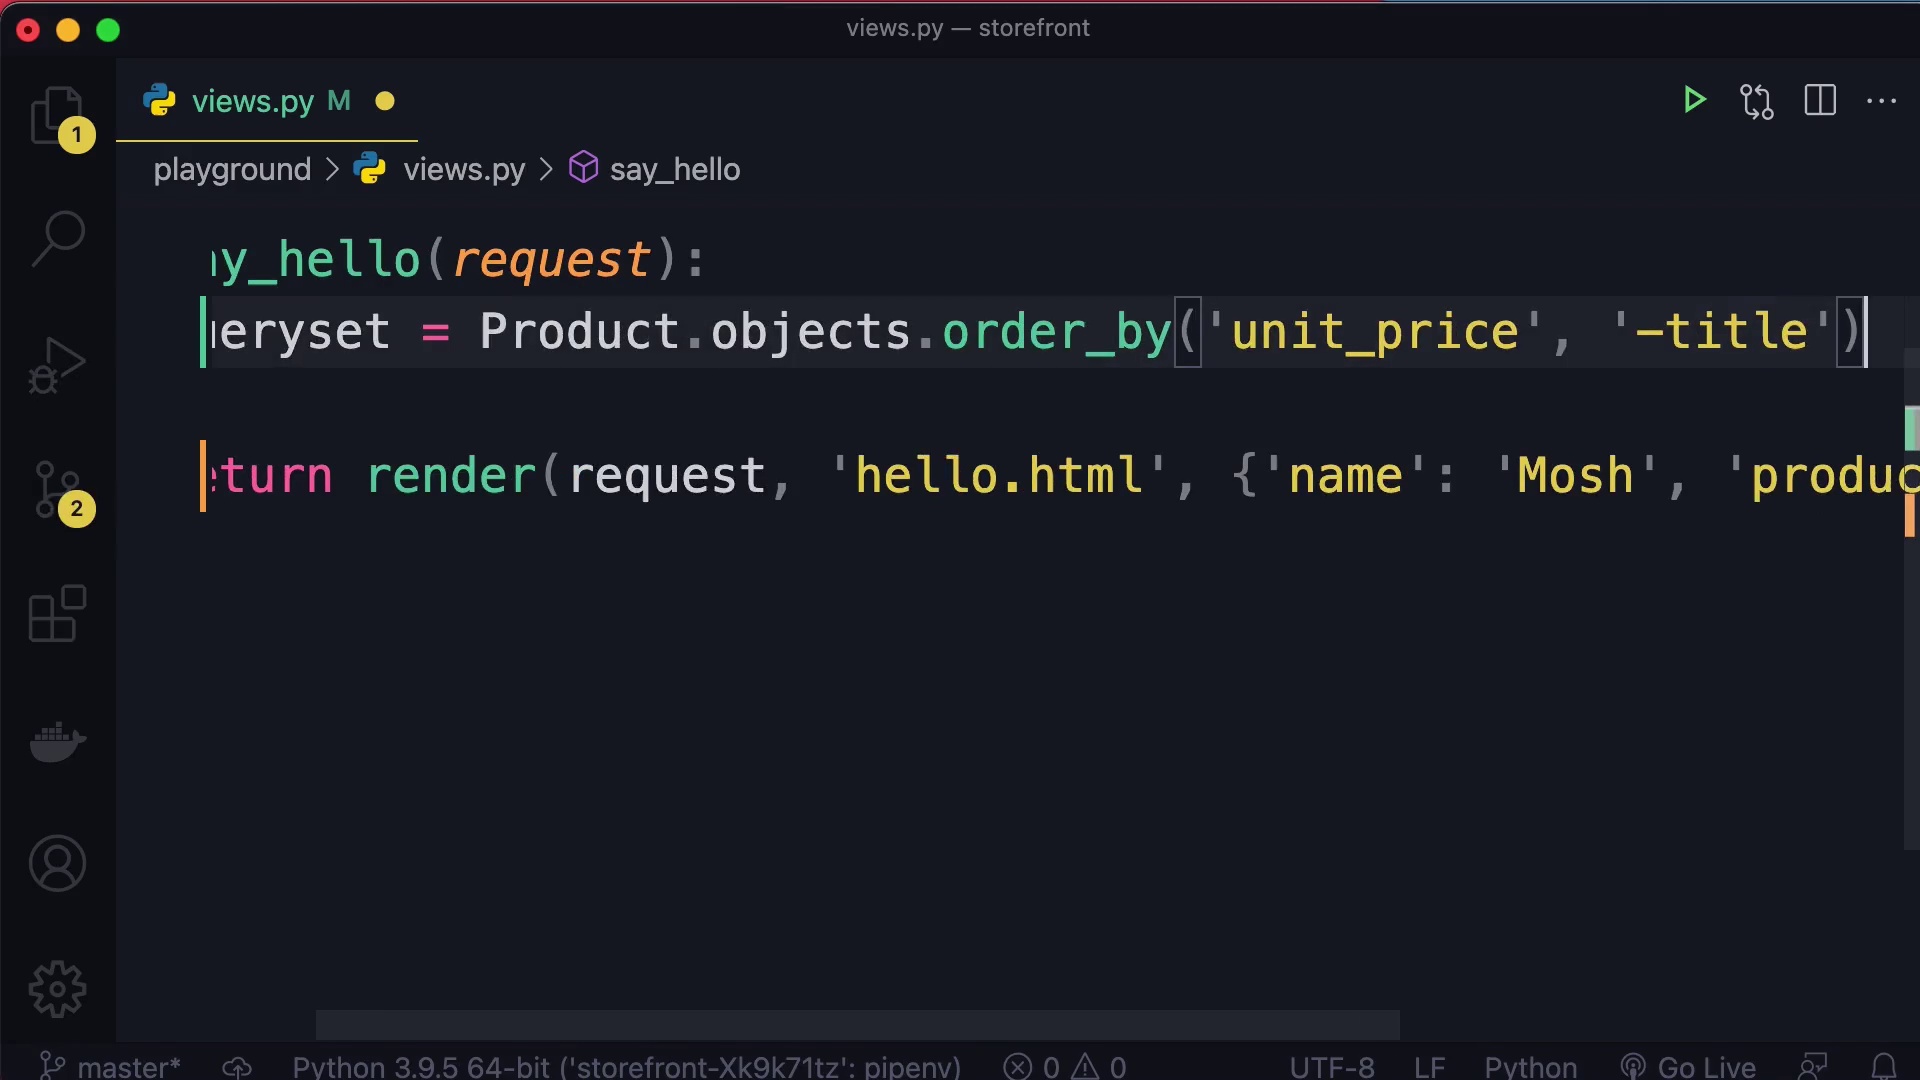 views.py — storefront
views.py M
1
playground > views.py > say_hello
y_hello(request):
eryset = Product.objects.order_by('unit_price', '-title')
turn render(request, 'hello.html', {'name': 'Mosh', 'produc
2
master* Python 3.9.5 64-bit ('storefront-Xk9k71tz': pipenv) 0 0 UTF-8 LF Python Go Live